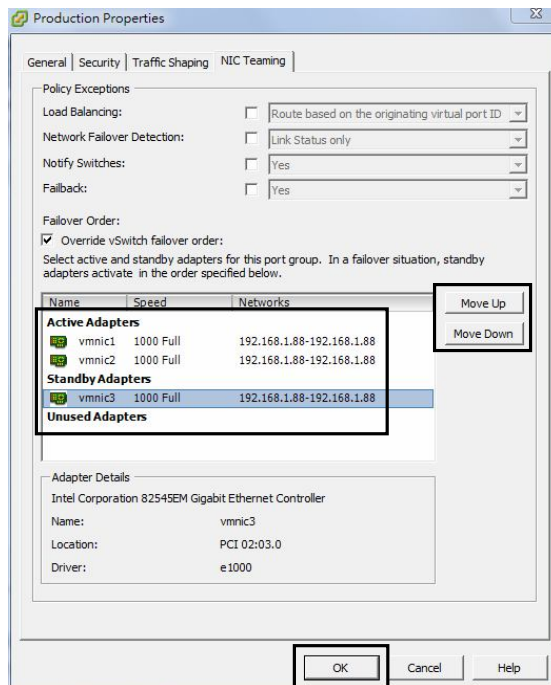 Production Properties
General Security Traffic Shaping NIC Teaming
Policy Exceptions
Load Balancing: Route based on the originating virtual port ID
Network Failover Detection: Link Status only
Notify Switches: Yes
Failback: Yes
Failover Order:
Override vSwitch failover order:
Select active and standby adapters for this port group. In a failover situation, standby
adapters activate in the order specified below.
Name Speed Networks Move Up
Active Adapters
vmnic1 1000 Full 192.168.1.88-192.168.1.88 Move Down
vmnic2 1000 Full 192.168.1.88-192.168.1.88
Standby Adapters
vmnic3 1000 Full 192.168.1.88-192.168.1.88
Unused Adapters
Adapter Details
Intel Corporation 82545EM Gigabit Ethernet Controller
Name: vmnic3
Location: PCI 02:03.0
Driver: e1000
OK Cancel Help